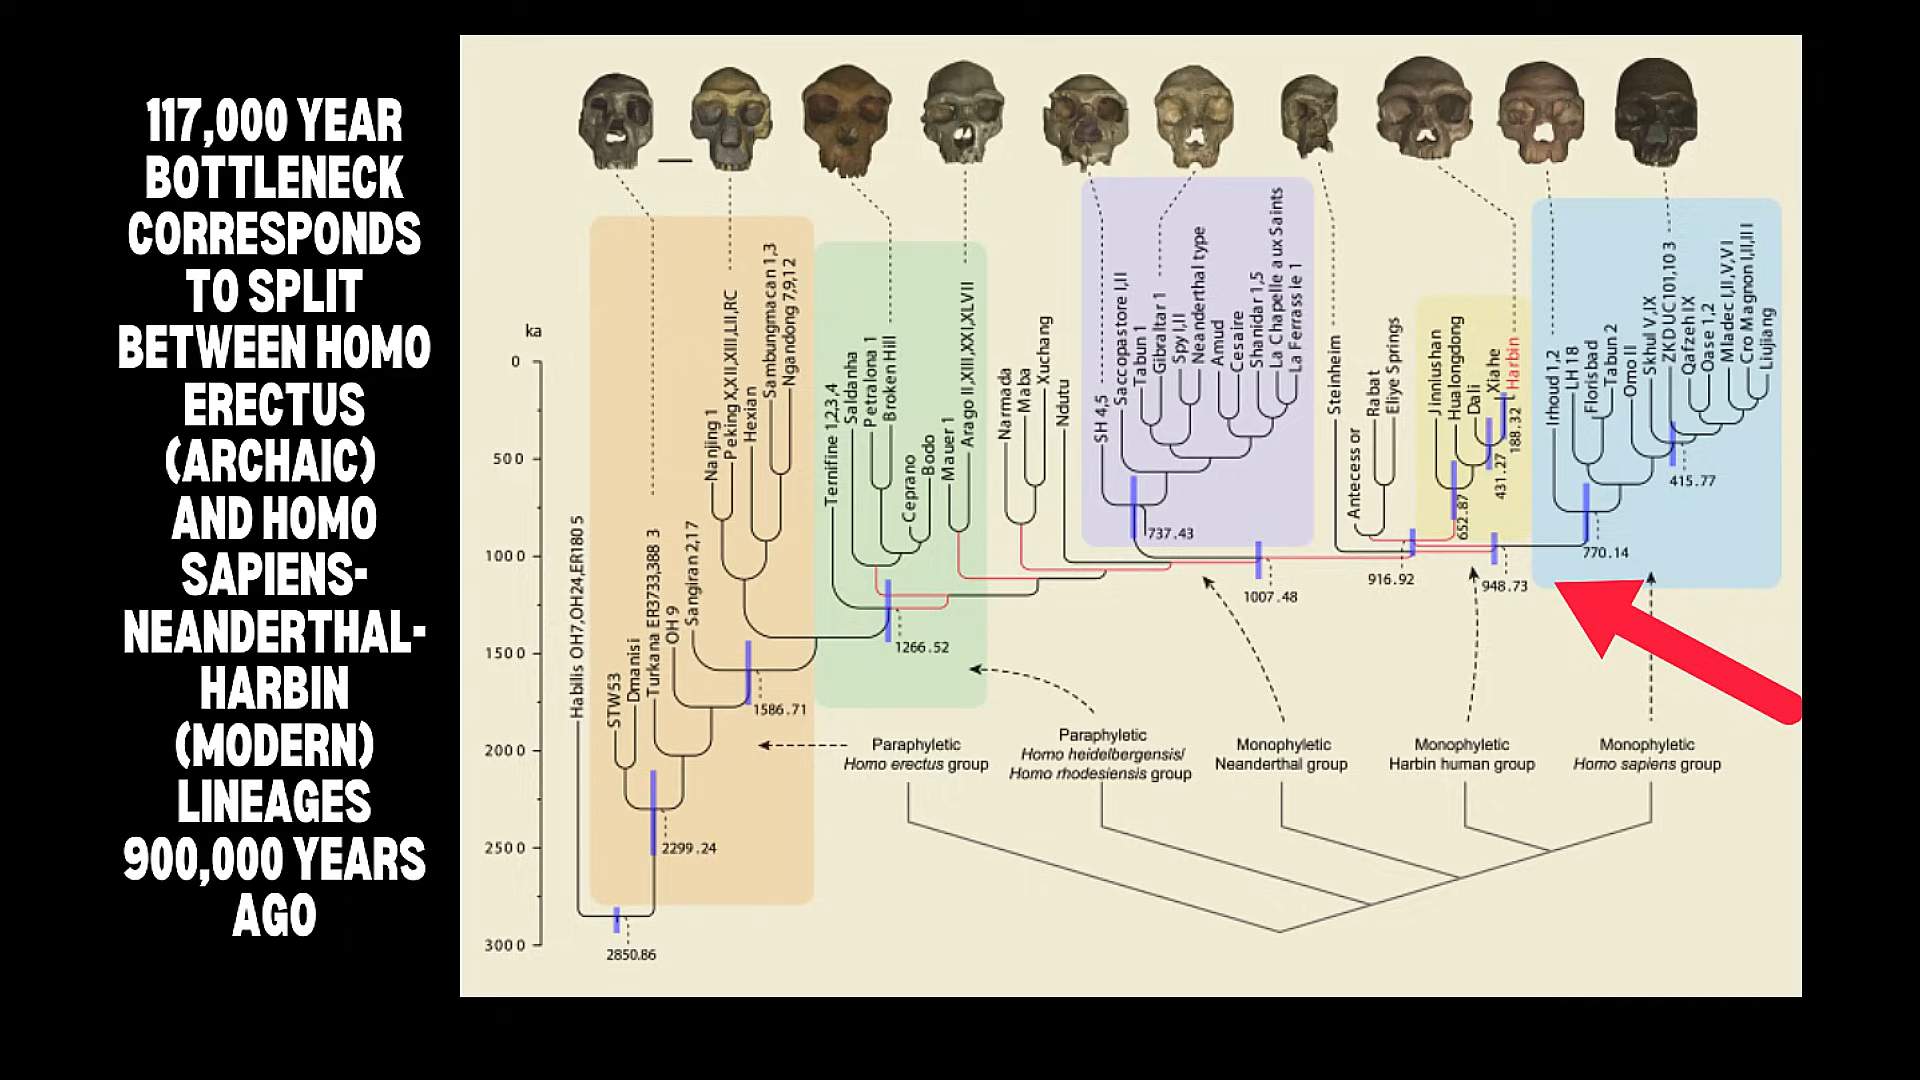 117,000 YEAR
BOTTLENECK
CORRESPONDS
TO SPLIT
BETWEEN HOMO
ERECTUS
(ARCHAIC)
AND HOMO
SAPIENS-
NEANDERTHAL-
HARBIN
(MODERN)
LINEAGES
900,000 YEARS
AGO
ka
0
500
1000
1500
2000
2500
3000
Habilis OH7,OH24,ER1805
STW53
Dmanisi
Turkana ER3733,3883
OH 9
Sangiran 2,17
Nanjing 1
Peking X,XII,XIII,LII,RC
Hexian
Sambungmacan 1,3
Ngandong 7,9,12
Ternifine 1,2,3,4
Saldanha
Petralona 1
Broken Hill
Ceprano
Bodo
Mauer 1
Arago II,XIII,XXI,XLVII
Narmada
Maba
Xuchang
Ndutu
SH 4,5
Saccopastore I,II
Tabun 1
Gibraltar 1
Spy I,II
Neanderthal type
Amud
Cesaire
Shanidar 1,5
La Chapelle aux Saints
La Ferrassie 1
Steinheim
Antecessor
Rabat
Eliye Springs
Jinniushan
Hualongdong
Dali
Xiahe
Harbin
Irhoud 1,2
LH 18
Florisbad
Tabun 2
Omo II
Skhul V,IX
ZKD UC101,103
Qafzeh IX
Oase 1,2
Mladec I,II,V,VI
Cro Magnon I,II,III
Liujiang
188.32
431.27
652.87
415.77
737.43
770.14
916.92
948.73
1007.48
1266.52
1586.71
2299.24
2850.86
Paraphyletic
Homo erectus group
Paraphyletic
Homo heidelbergensis/
Homo rhodesiensis group
Monophyletic
Neanderthal group
Monophyletic
Harbin human group
Monophyletic
Homo sapiens group